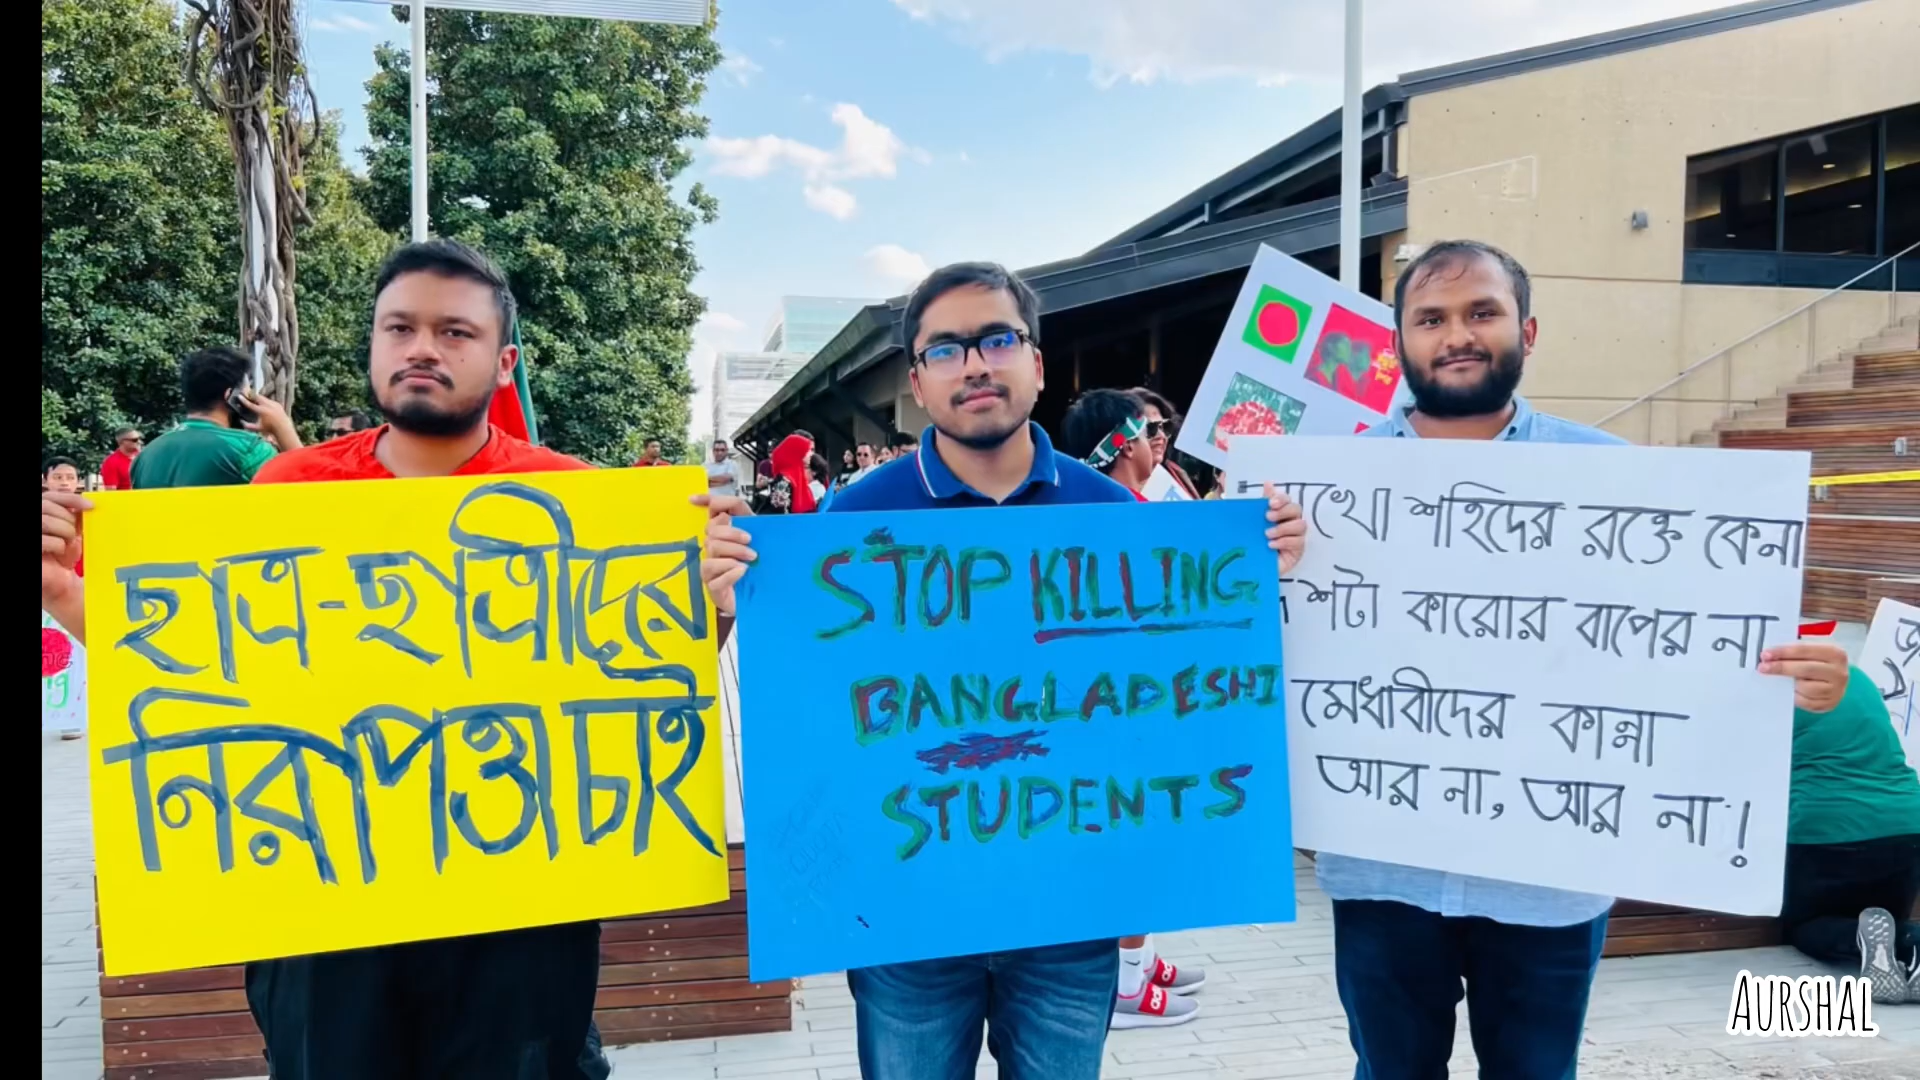 ছাত্র-ছাত্রীদের
নিরাপত্তা চাই
STOP KILLING
BANGLADESHI
STUDENTS
শহিদের রক্তে কেনা
কারোর বাপের না
মেধাবীদের কান্না
আর না, আর না!
AURSHAL